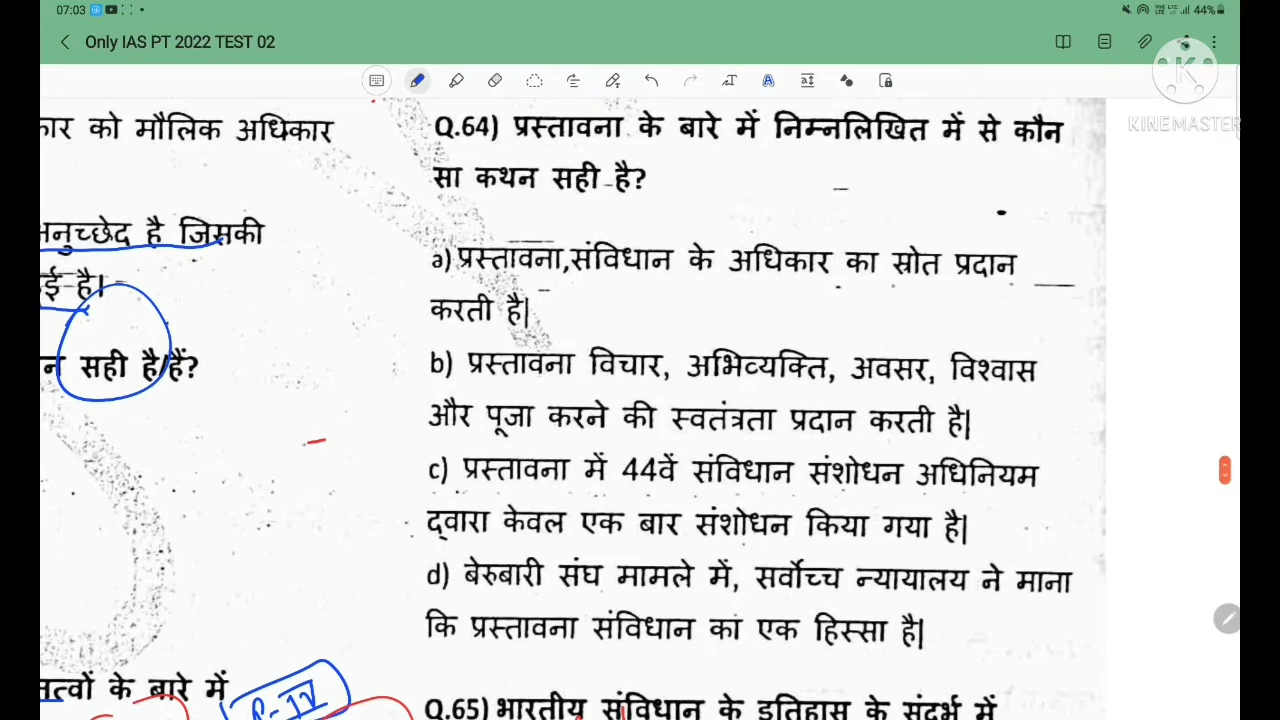 07:03
44%
Only IAS PT 2022 TEST 02
K
KINEMASTER
कार को मौलिक अधिकार
अनुच्छेद है जिसकी
है।
सही है/हैं?
तत्वों के बारे में
P-IV
Q.64) प्रस्तावना के बारे में निम्नलिखित में से कौन
सा कथन सही है?
a) प्रस्तावना,संविधान के अधिकार का स्रोत प्रदान
करती है|
b) प्रस्तावना विचार, अभिव्यक्ति, अवसर, विश्वास
और पूजा करने की स्वतंत्रता प्रदान करती है|
c) प्रस्तावना में 44वें संविधान संशोधन अधिनियम
द्वारा केवल एक बार संशोधन किया गया है|
d) बेरुबारी संघ मामले में, सर्वोच्च न्यायालय ने माना
कि प्रस्तावना संविधान का एक हिस्सा है|
Q.65) भारतीय संविधान के इतिहास के संदर्भ में